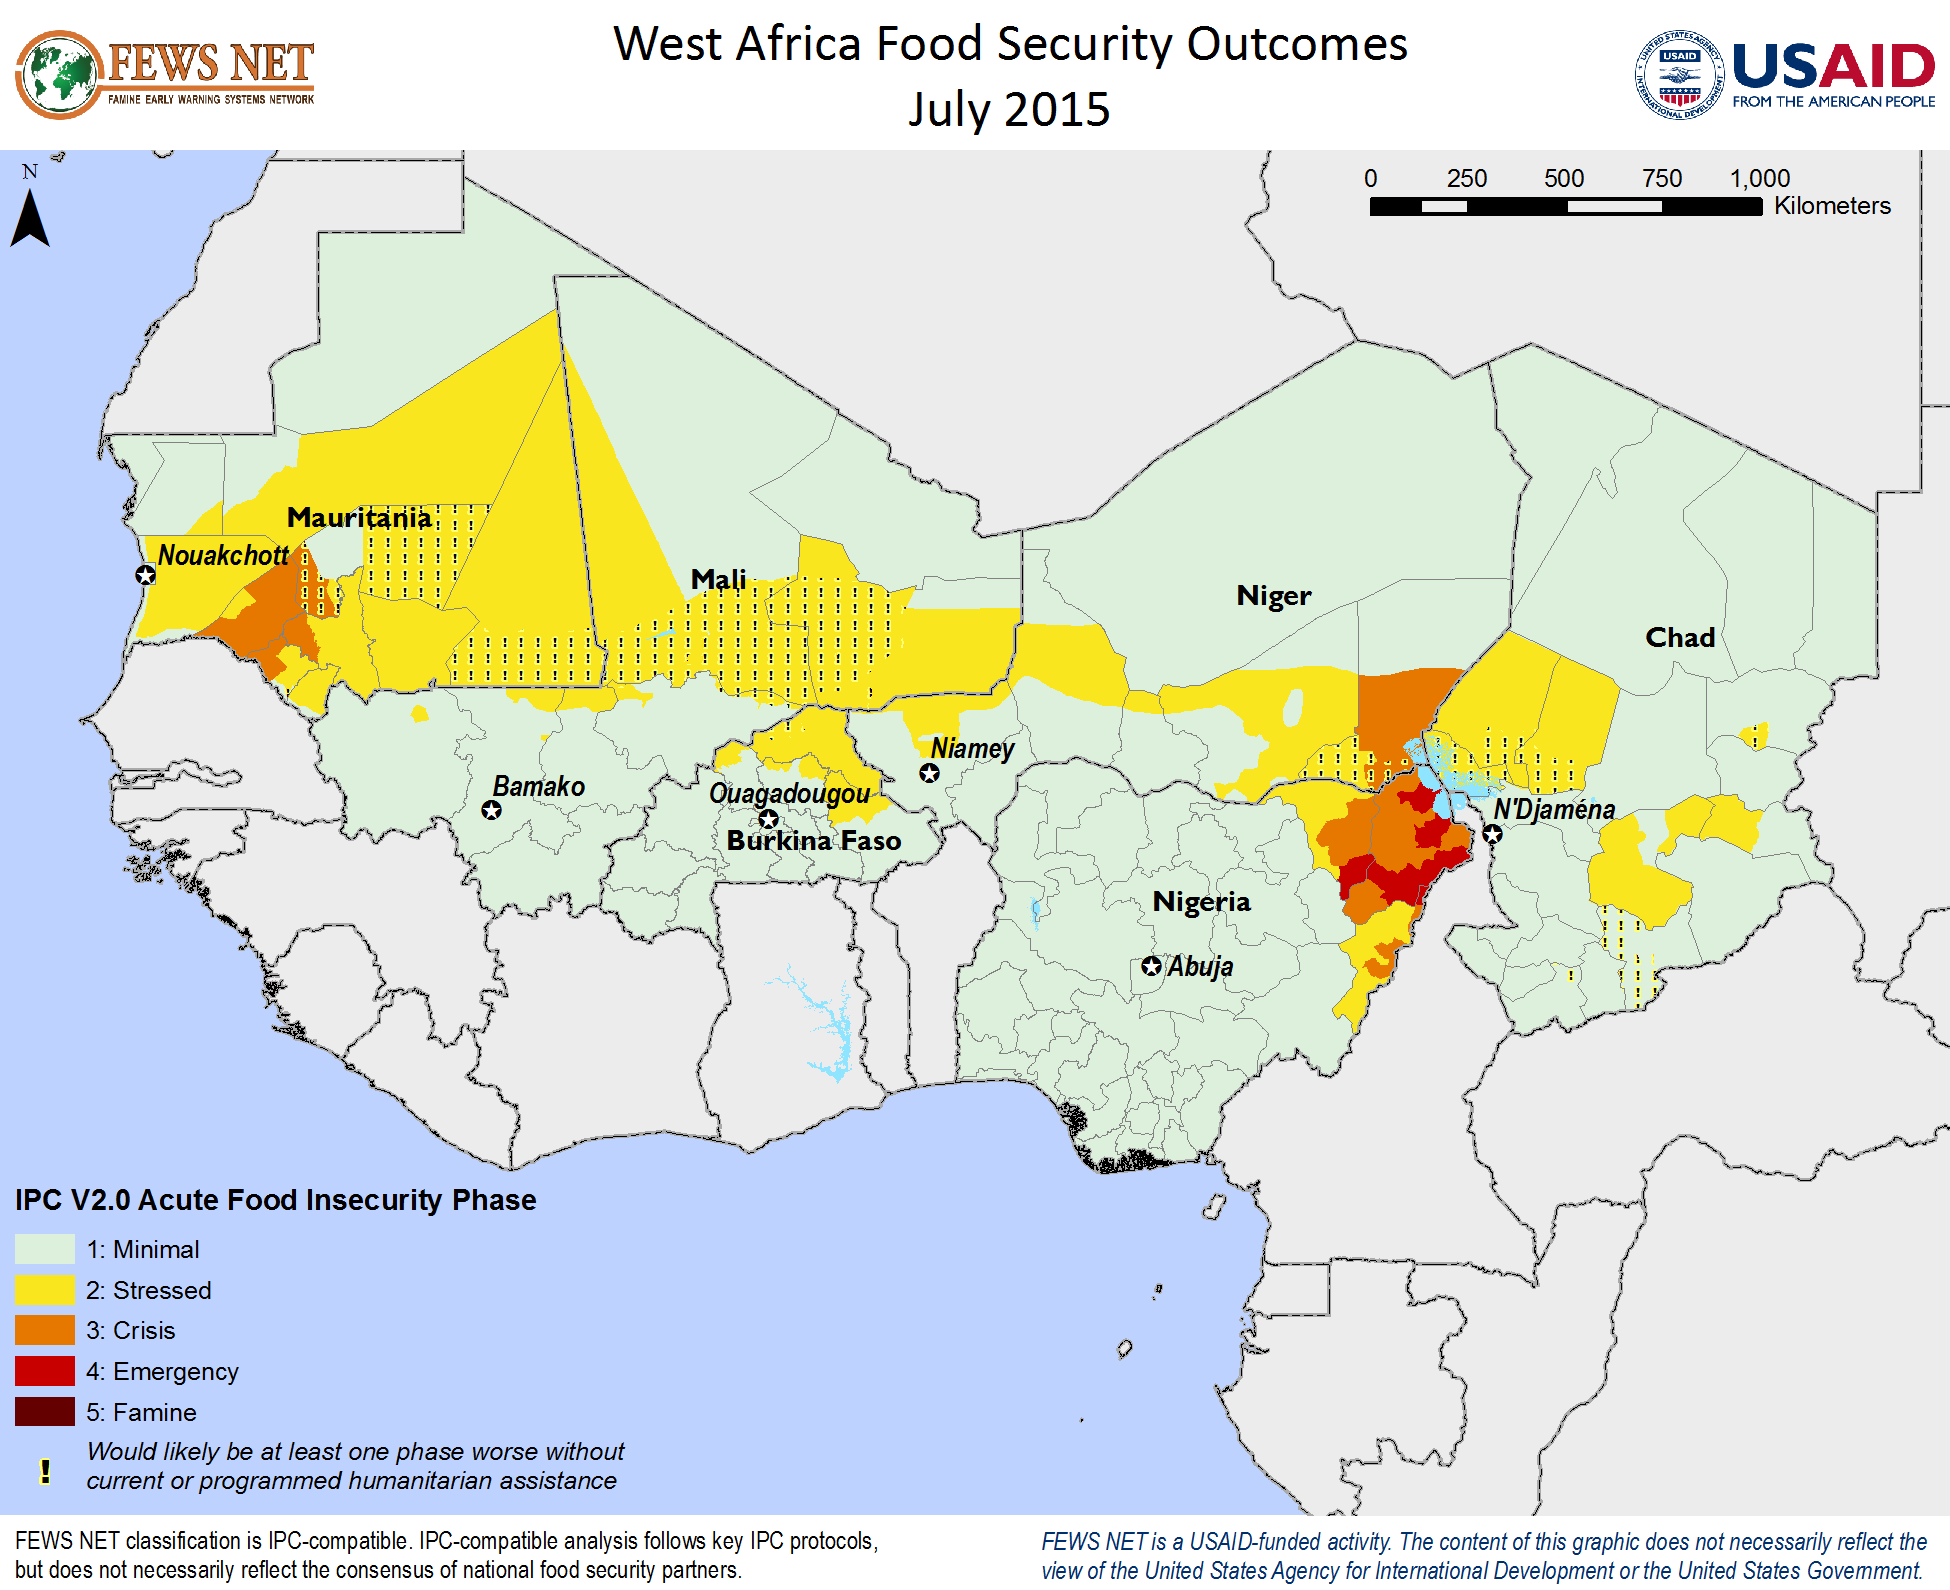 FEWS NET
FAMINE EARLY WARNING SYSTEMS NETWORK
West Africa Food Security Outcomes
July 2015
UNITED STATES AGENCY
USAID
INTERNATIONAL DEVELOPMENT
USAID
FROM THE AMERICAN PEOPLE
N
0 250 500 750 1,000
Kilometers
Mauritania
Nouakchott
Mali
Niger
Chad
Niamey
Bamako
Ouagadougou
N'Djaména
Burkina Faso
Nigeria
Abuja
IPC V2.0 Acute Food Insecurity Phase
1: Minimal
2: Stressed
3: Crisis
4: Emergency
5: Famine
! Would likely be at least one phase worse without
current or programmed humanitarian assistance
FEWS NET classification is IPC-compatible. IPC-compatible analysis follows key IPC protocols,
but does not necessarily reflect the consensus of national food security partners.
FEWS NET is a USAID-funded activity. The content of this graphic does not necessarily reflect the
view of the United States Agency for International Development or the United States Government.